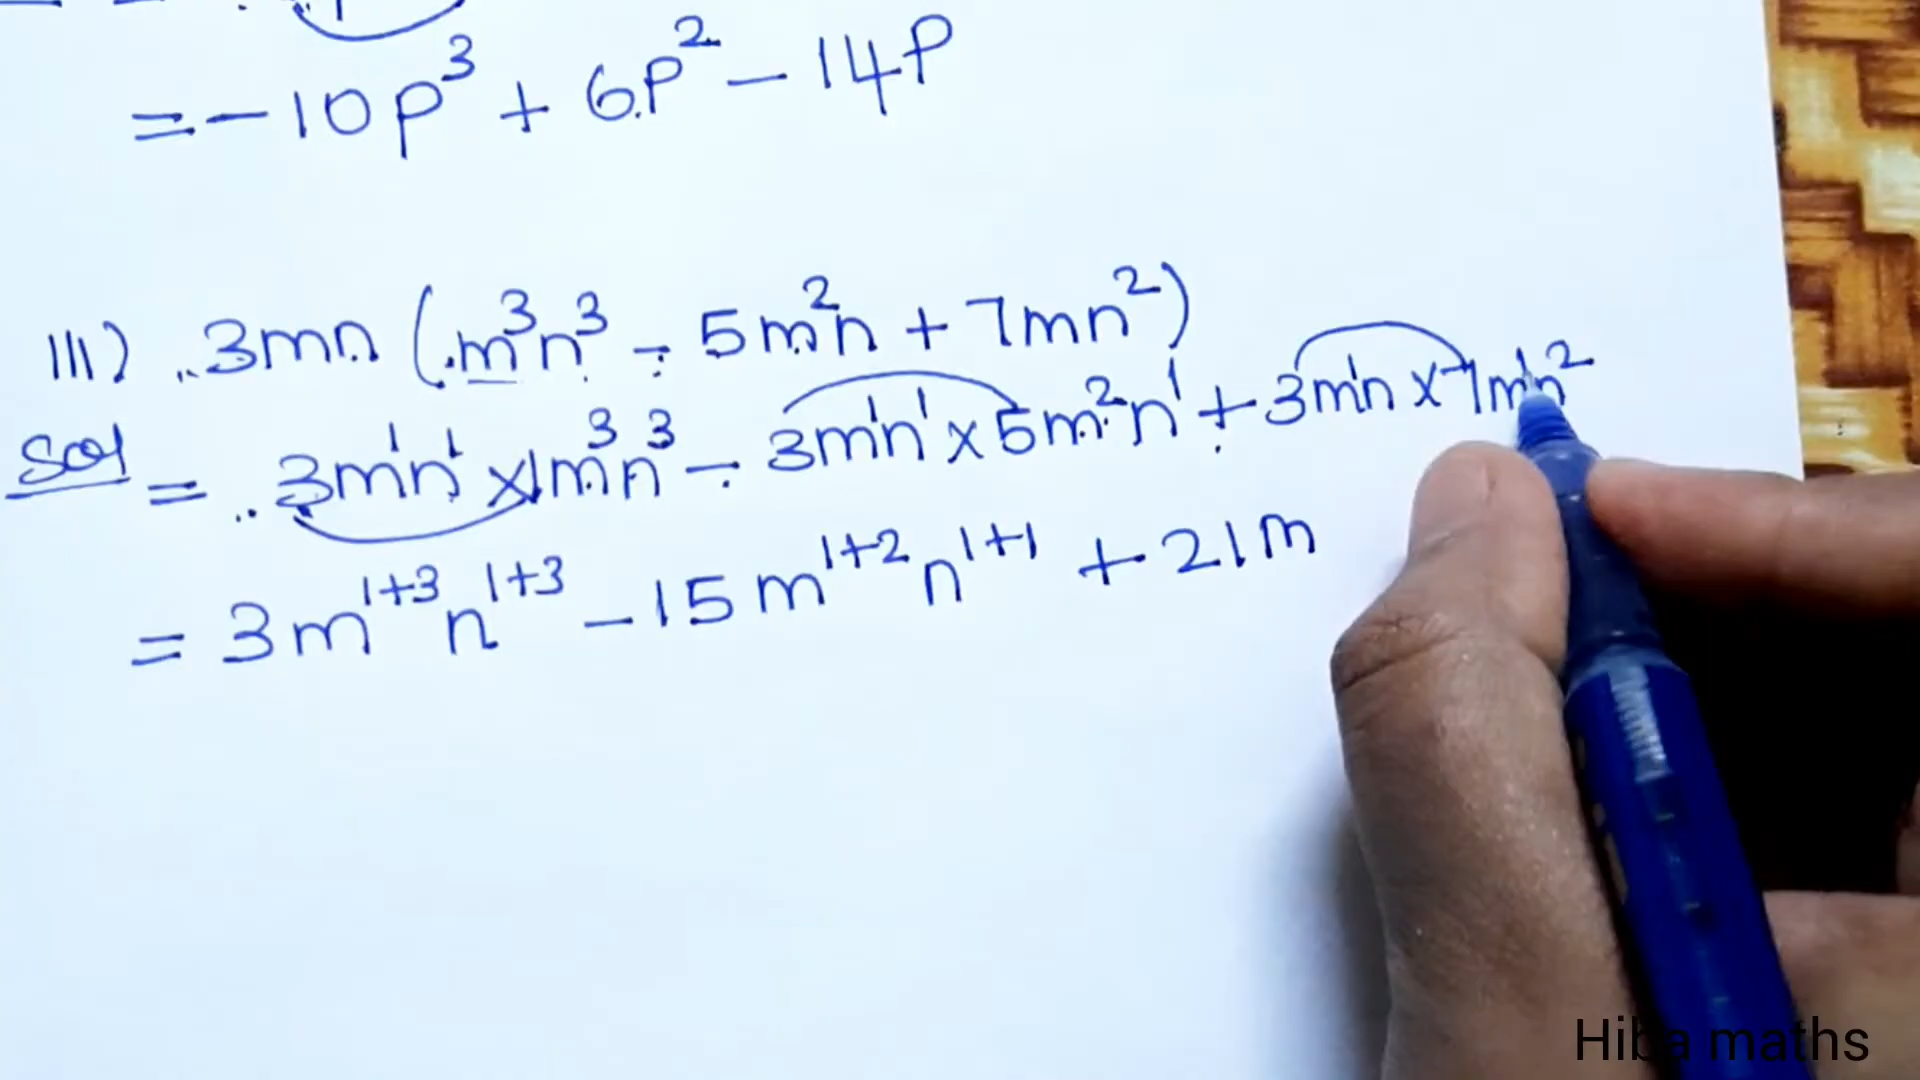 = -10p³ + 6p² - 14p
III) 3mn (m³n³ - 5m²n + 7mn²)
Sol
= 3m¹n¹ × 1m³n³ - 3m¹n¹ × 5m²n¹ + 3m¹n × 7m¹n²
= 3m¹⁺³n¹⁺³ - 15m¹⁺²n¹⁺¹ + 21m
Hiba maths